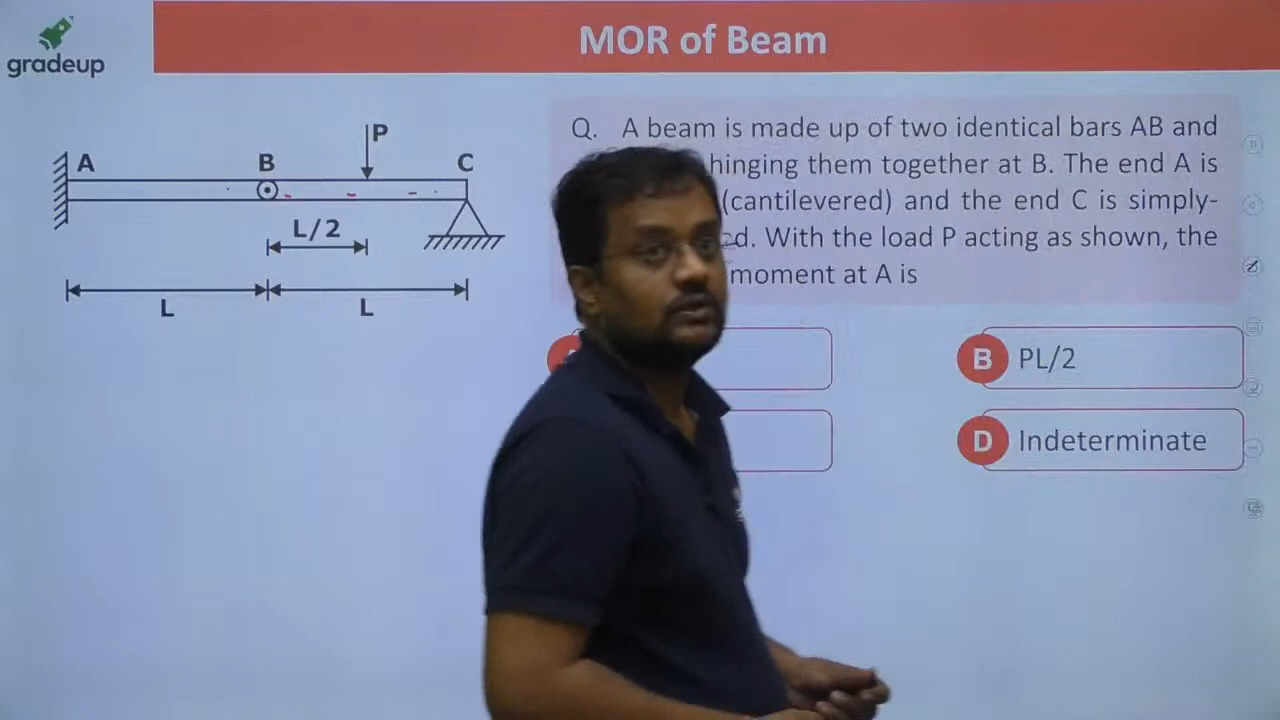 gradeup
MOR of Beam
P
A
B
C
L/2
L
L
Q. A beam is made up of two identical bars AB and
hinging them together at B. The end A is
(cantilevered) and the end C is simply-
d. With the load P acting as shown, the
moment at A is
B PL/2
D Indeterminate